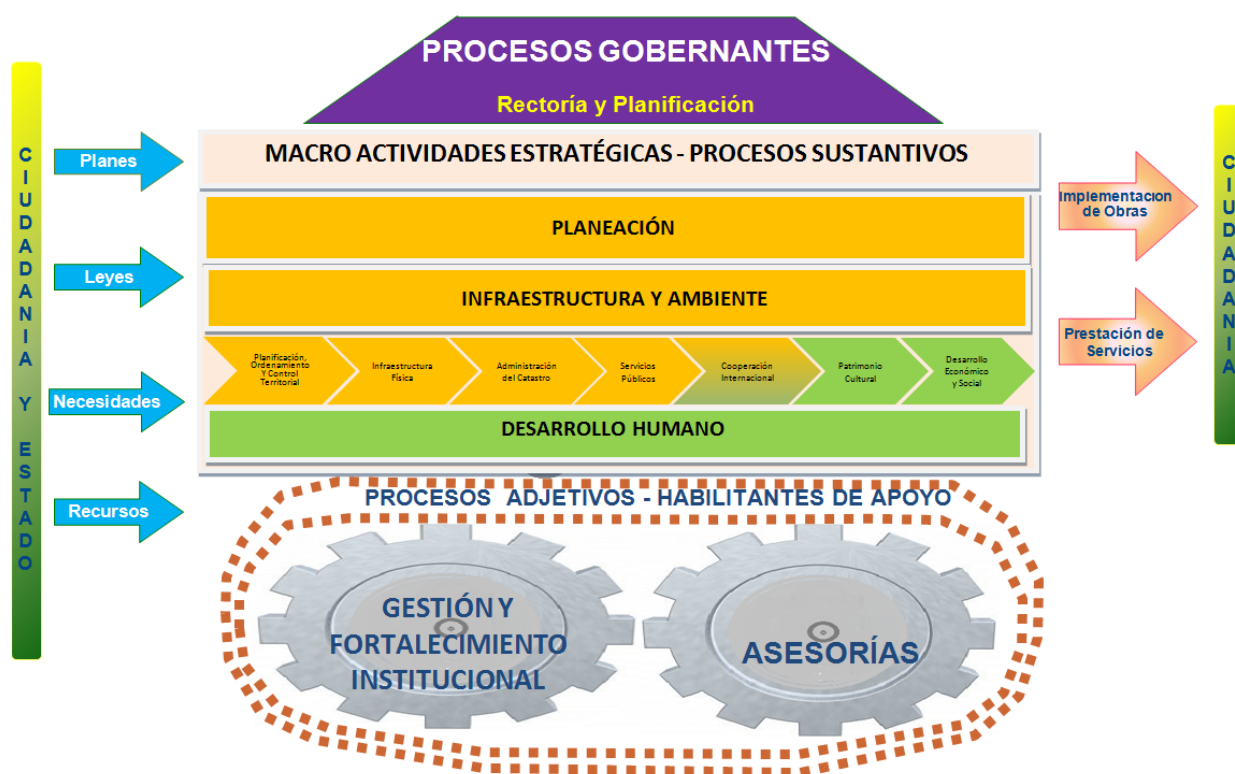 PROCESOS GOBERNANTES
Rectoría y Planificación
CIUDADANIA Y ESTADO
Planes
Leyes
Necesidades
Recursos
MACRO ACTIVIDADES ESTRATÉGICAS - PROCESOS SUSTANTIVOS
PLANEACIÓN
INFRAESTRUCTURA Y AMBIENTE
Planificación,
Ordenamiento
Y Control
Territorial
Infraestructura
Física
Administración
del Catastro
Servicios
Públicos
Cooperación
Internacional
Patrimonio
Cultural
Desarrollo
Económico
y Social
DESARROLLO HUMANO
PROCESOS ADJETIVOS - HABILITANTES DE APOYO
GESTIÓN Y
FORTALECIMIENTO
INSTITUCIONAL
ASESORÍAS
Implementación
de Obras
Prestación de
Servicios
CIUDADANIA